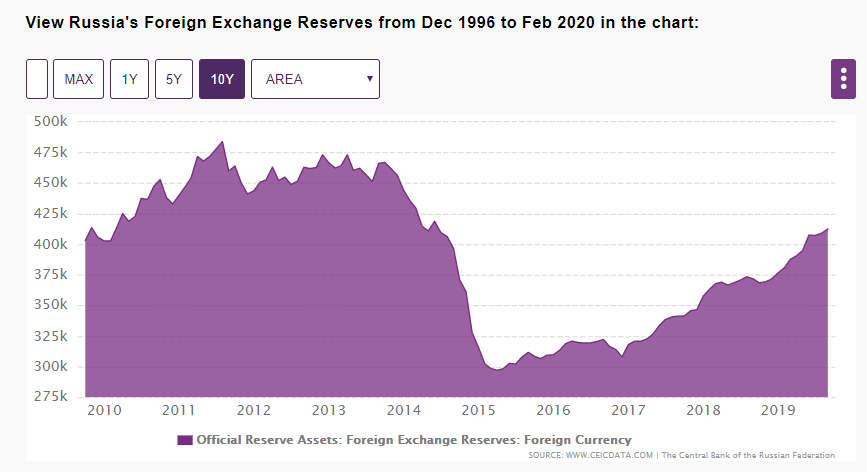 View Russia's Foreign Exchange Reserves from Dec 1996 to Feb 2020 in the chart:
MAX 1Y 5Y 10Y AREA
500k
475k
450k
425k
400k
375k
350k
325k
300k
275k
2010 2011 2012 2013 2014 2015 2016 2017 2018 2019
Official Reserve Assets: Foreign Exchange Reserves: Foreign Currency
SOURCE: WWW.CEICDATA.COM | The Central Bank of the Russian Federation